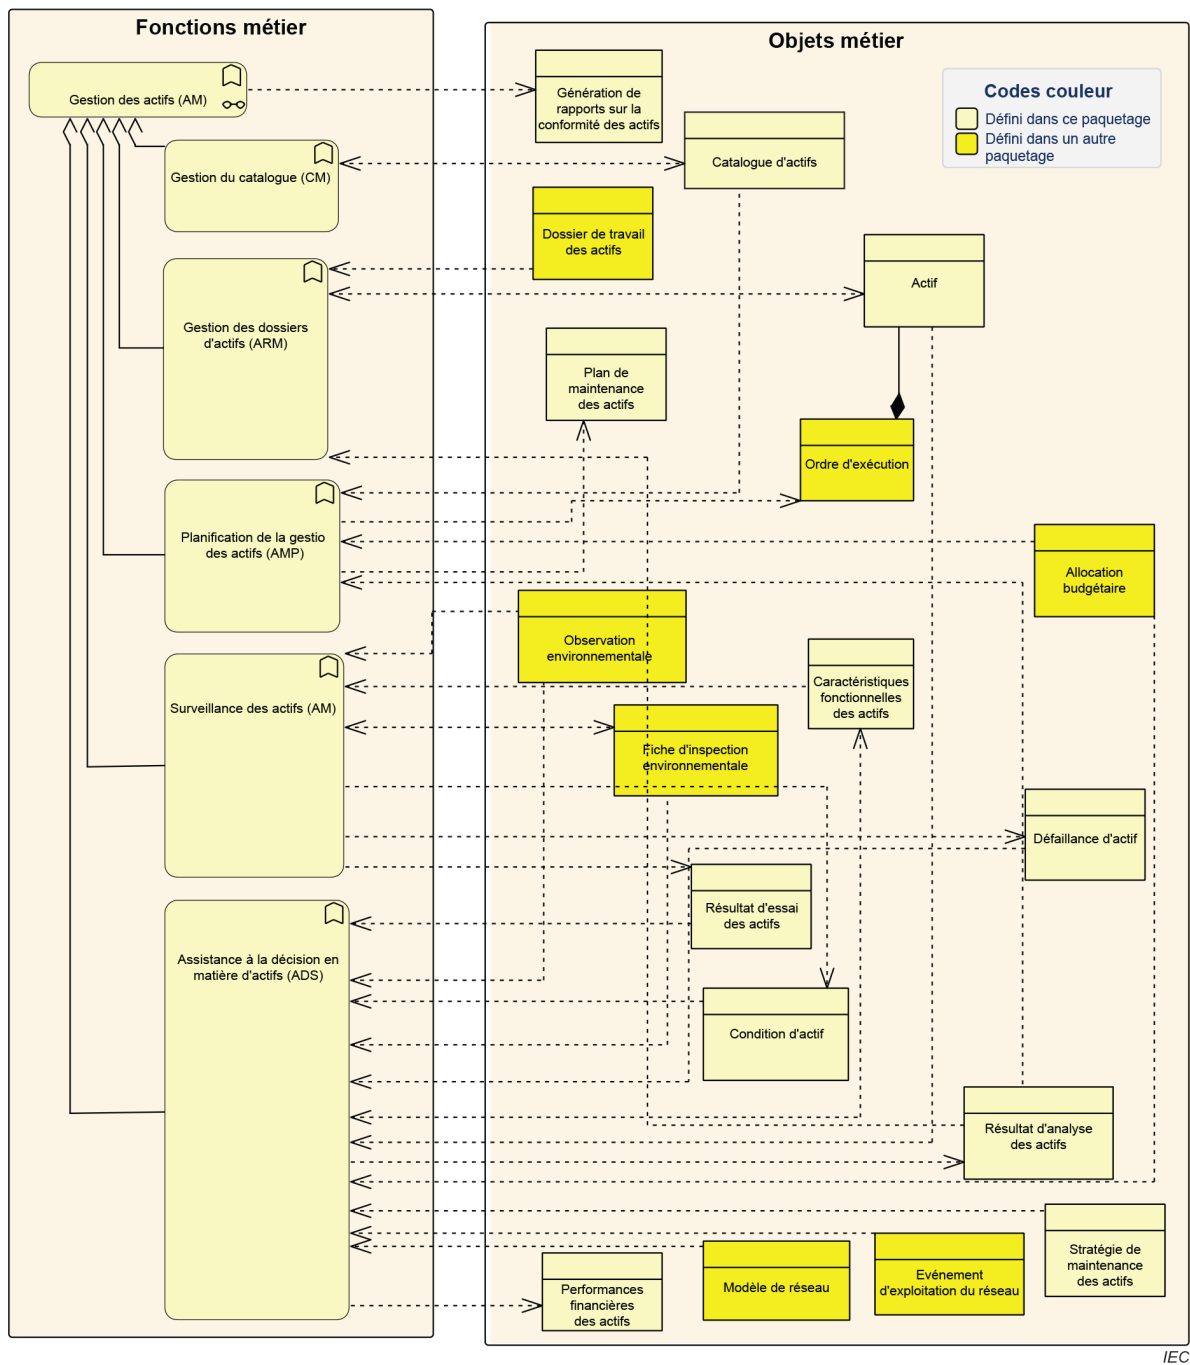 Fonctions métier
Gestion des actifs (AM)
Gestion du catalogue (CM)
Gestion des dossiers
d'actifs (ARM)
Planification de la gestio
des actifs (AMP)
Surveillance des actifs (AM)
Assistance à la décision en
matière d'actifs (ADS)
Objets métier
Codes couleur
Défini dans ce paquetage
Défini dans un autre
paquetage
Génération de
rapports sur la
conformité des actifs
Catalogue d'actifs
Dossier de travail
des actifs
Actif
Plan de
maintenance
des actifs
Ordre d'exécution
Allocation
budgétaire
Observation
environnementale
Caractéristiques
fonctionnelles
des actifs
Fiche d'inspection
environnementale
Défaillance d'actif
Résultat d'essai
des actifs
Condition d'actif
Résultat d'analyse
des actifs
Stratégie de
maintenance
des actifs
Evénement
d'exploitation du réseau
Modèle de réseau
Performances
financières
des actifs
IEC